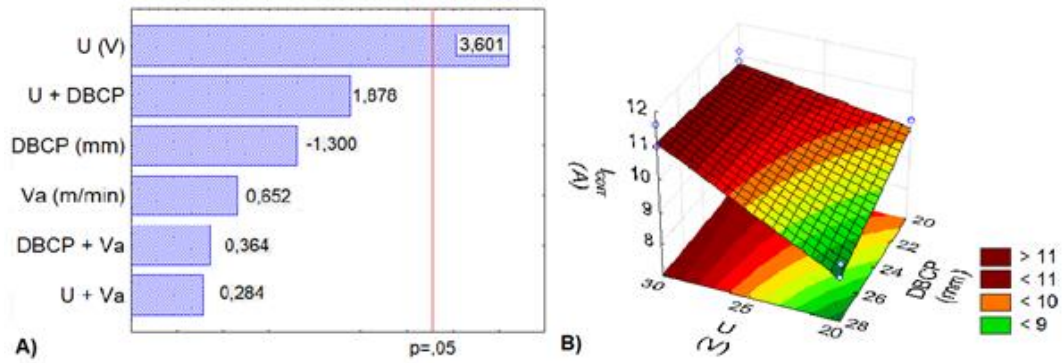 U (V)
3,601
U + DBCP
1,878
DBCP (mm)
-1,300
Va (m/min)
0,652
DBCP + Va
0,364
U + Va
0,284
A)
p=,05
12
11
10
9
8
Icorr
(A)
30
25
20
U
(V)
20
22
24
26
28
DBCP
(mm)
> 11
< 11
< 10
< 9
B)